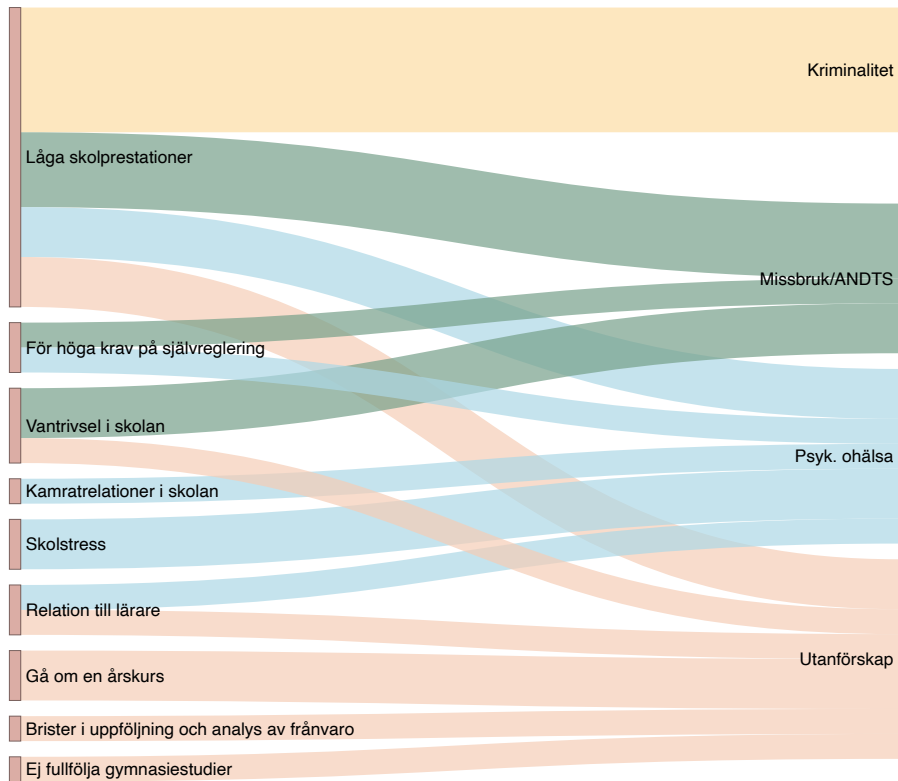 Kriminalitet
Låga skolprestationer
Missbruk/ANDTS
För höga krav på självreglering
Vantrivsel i skolan
Psyk. ohälsa
Kamratrelationer i skolan
Skolstress
Relation till lärare
Utanförskap
Gå om en årskurs
Brister i uppföljning och analys av frånvaro
Ej fullfölja gymnasiestudier